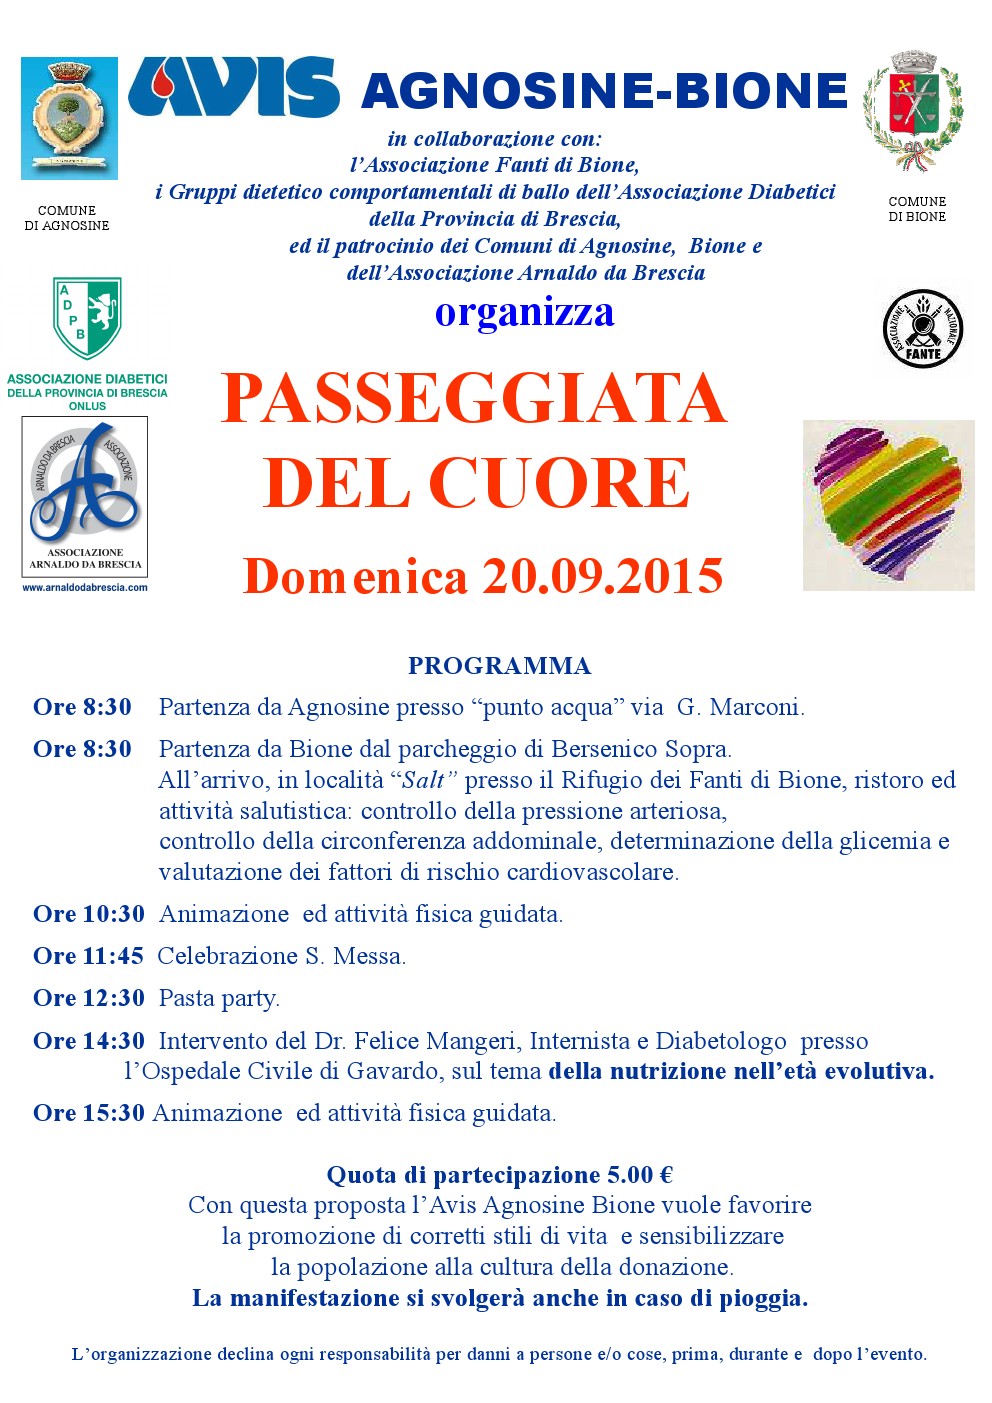 AVIS AGNOSINE-BIONE
in collaborazione con:
l’Associazione Fanti di Bione,
i Gruppi dietetico comportamentali di ballo dell’Associazione Diabetici
della Provincia di Brescia,
ed il patrocinio dei Comuni di Agnosine, Bione e
dell’Associazione Arnaldo da Brescia
organizza
COMUNE
DI AGNOSINE
COMUNE
DI BIONE
A
D
P
B
ASSOCIAZIONE DIABETICI
DELLA PROVINCIA DI BRESCIA
ONLUS
ASSOCIAZIONE NAZIONALE
FANTE
ARNALDO DA BRESCIA ASSOCIAZIONE
ASSOCIAZIONE
ARNALDO DA BRESCIA
www.arnaldodabrescia.com
PASSEGGIATA
DEL CUORE
Domenica 20.09.2015
PROGRAMMA
Ore 8:30 Partenza da Agnosine presso “punto acqua” via G. Marconi.
Ore 8:30 Partenza da Bione dal parcheggio di Bersenico Sopra.
All’arrivo, in località “Salt” presso il Rifugio dei Fanti di Bione, ristoro ed
attività salutistica: controllo della pressione arteriosa,
controllo della circonferenza addominale, determinazione della glicemia e
valutazione dei fattori di rischio cardiovascolare.
Ore 10:30 Animazione ed attività fisica guidata.
Ore 11:45 Celebrazione S. Messa.
Ore 12:30 Pasta party.
Ore 14:30 Intervento del Dr. Felice Mangeri, Internista e Diabetologo presso
l’Ospedale Civile di Gavardo, sul tema della nutrizione nell’età evolutiva.
Ore 15:30 Animazione ed attività fisica guidata.
Quota di partecipazione 5.00 €
Con questa proposta l’Avis Agnosine Bione vuole favorire
la promozione di corretti stili di vita e sensibilizzare
la popolazione alla cultura della donazione.
La manifestazione si svolgerà anche in caso di pioggia.
L’organizzazione declina ogni responsabilità per danni a persone e/o cose, prima, durante e dopo l’evento.